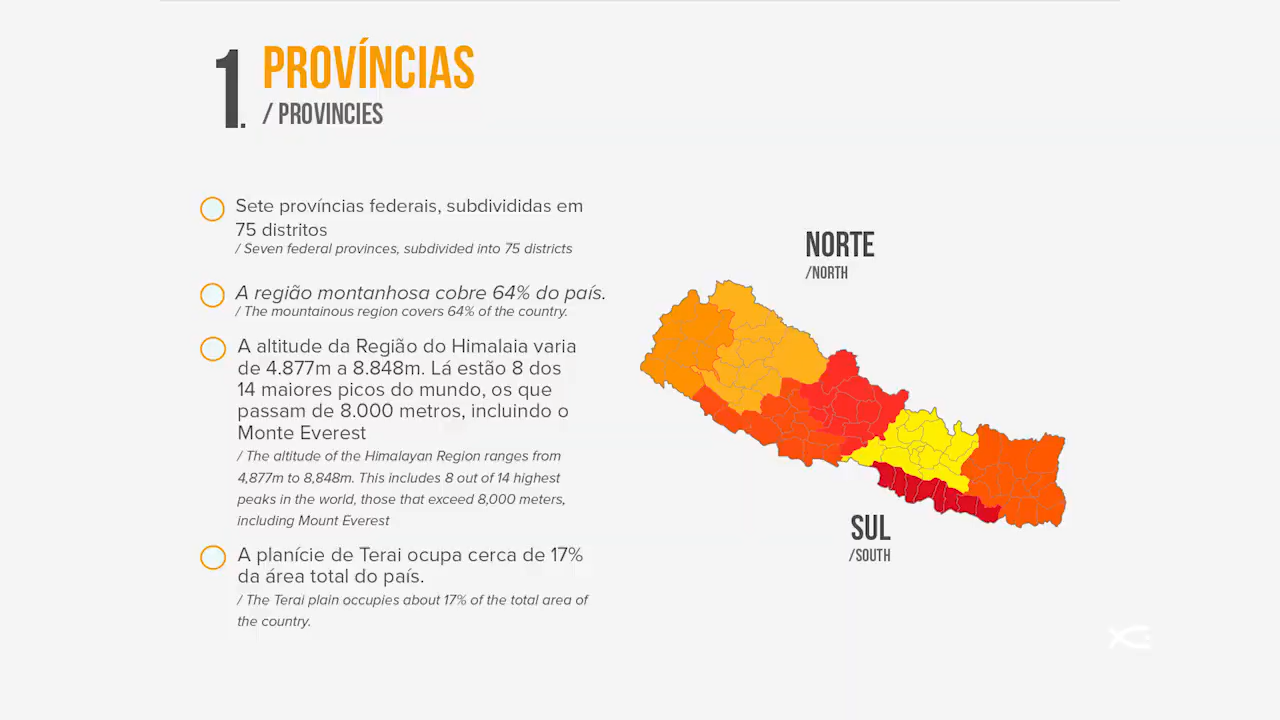 1.
PROVÍNCIAS
/ PROVINCIES
Sete províncias federais, subdivididas em
75 distritos
/ Seven federal provinces, subdivided into 75 districts
A região montanhosa cobre 64% do país.
/ The mountainous region covers 64% of the country.
A altitude da Região do Himalaia varia
de 4.877m a 8.848m. Lá estão 8 dos
14 maiores picos do mundo, os que
passam de 8.000 metros, incluindo o
Monte Everest
/ The altitude of the Himalayan Region ranges from
4,877m to 8,848m. This includes 8 out of 14 highest
peaks in the world, those that exceed 8,000 meters,
including Mount Everest
A planície de Terai ocupa cerca de 17%
da área total do país.
/ The Terai plain occupies about 17% of the total area of
the country.
NORTE
/NORTH
SUL
/SOUTH